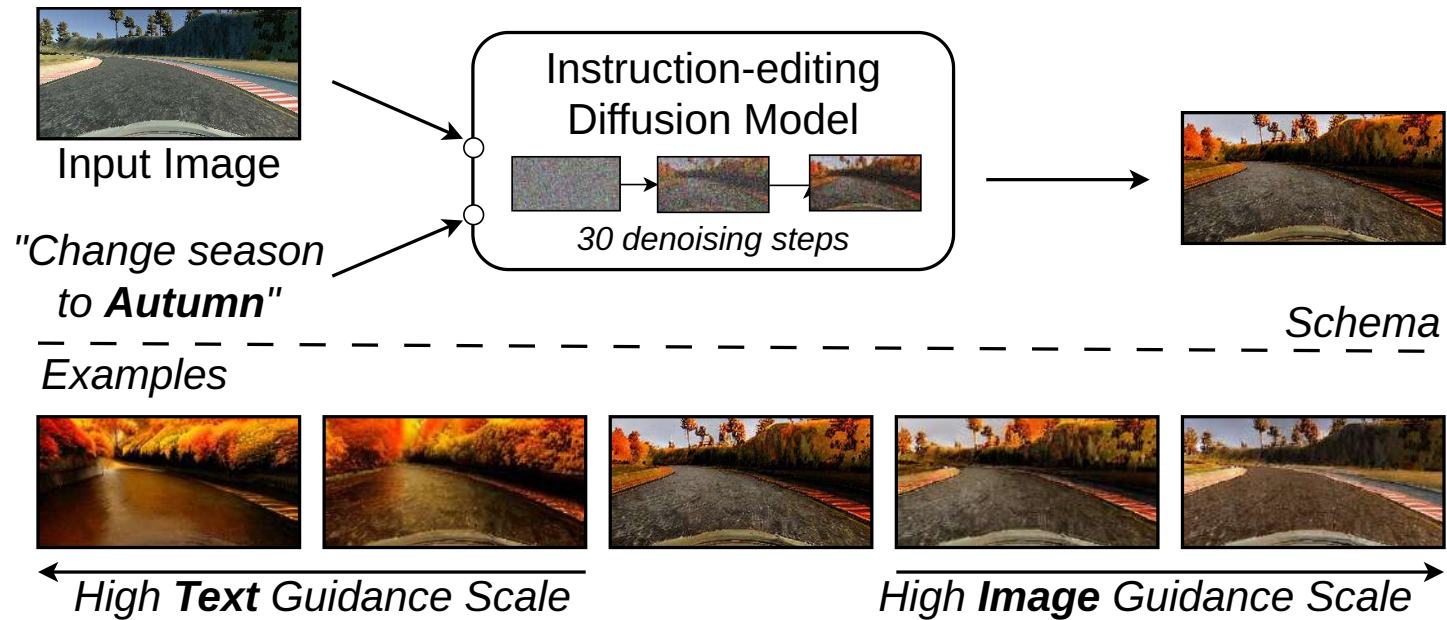 Instruction-editing
Diffusion Model
Input Image
30 denoising steps
"Change season
to Autumn"
Schema
Examples
High Text Guidance Scale
High Image Guidance Scale